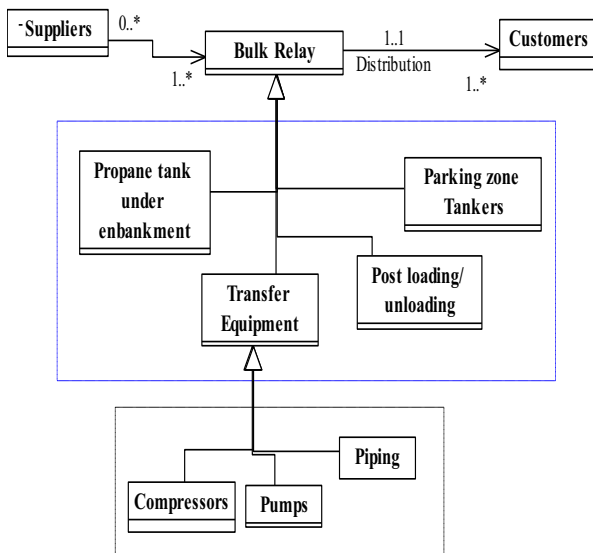 -Suppliers
0..*
1..*
Bulk Relay
1..1
Distribution
1..*
Customers
Propane tank
under
enbankment
Parking zone
Tankers
Transfer
Equipment
Post loading/
unloading
Piping
Compressors
Pumps